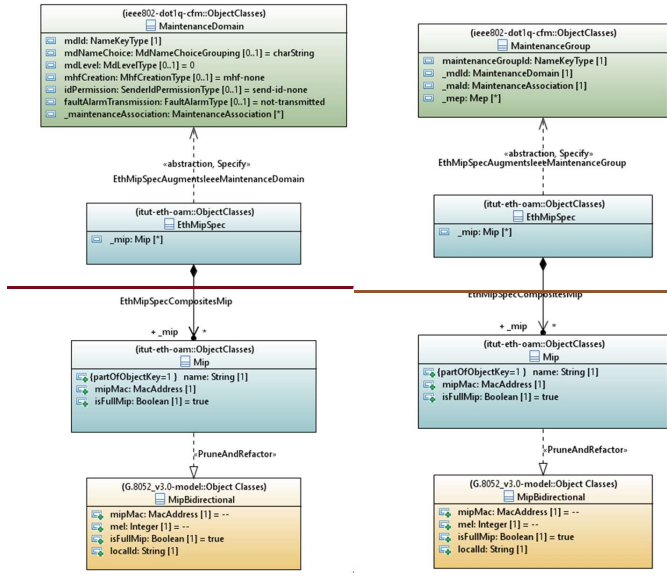 (ieee802-dot1q-cfm::ObjectClasses)
MaintenanceDomain
mdId: NameKeyType [1]
mdNameChoice: MdNameChoiceGrouping [0..1] = charString
mdLevel: MdLevelType [0..1] = 0
mhfCreation: MhfCreationType [0..1] = mhf-none
idPermission: SenderIdPermissionType [0..1] = send-id-none
faultAlarmTransmission: FaultAlarmType [0..1] = not-transmitted
_maintenanceAssociation: MaintenanceAssociation [*]
«abstraction, Specify»
EthMipSpecAugmentsIeeeMaintenanceDomain
(itut-eth-oam::ObjectClasses)
EthMipSpec
_mip: Mip [*]
EthMipSpecCompositesMip
+ _mip *
(itut-eth-oam::ObjectClasses)
Mip
{partOfObjectKey=1 } name: String [1]
mipMac: MacAddress [1]
isFullMip: Boolean [1] = true
«PruneAndRefactor»
(G.8052_v3.0-model::Object Classes)
MipBidirectional
mipMac: MacAddress [1] = --
mel: Integer [1] = --
isFullMip: Boolean [1] = true
localId: String [1]
(ieee802-dot1q-cfm::ObjectClasses)
MaintenanceGroup
maintenanceGroupId: NameKeyType [1]
_mdId: MaintenanceDomain [1]
_maId: MaintenanceAssociation [1]
_mep: Mep [*]
«abstraction, Specify»
EthMipSpecAugmentsIeeeMaintenanceGroup
(itut-eth-oam::ObjectClasses)
EthMipSpec
_mip: Mip [*]
EthMipSpecCompositesMip
+ _mip *
(itut-eth-oam::ObjectClasses)
Mip
{partOfObjectKey=1 } name: String [1]
mipMac: MacAddress [1]
isFullMip: Boolean [1] = true
«PruneAndRefactor»
(G.8052_v3.0-model::Object Classes)
MipBidirectional
mipMac: MacAddress [1] = --
mel: Integer [1] = --
isFullMip: Boolean [1] = true
localId: String [1]